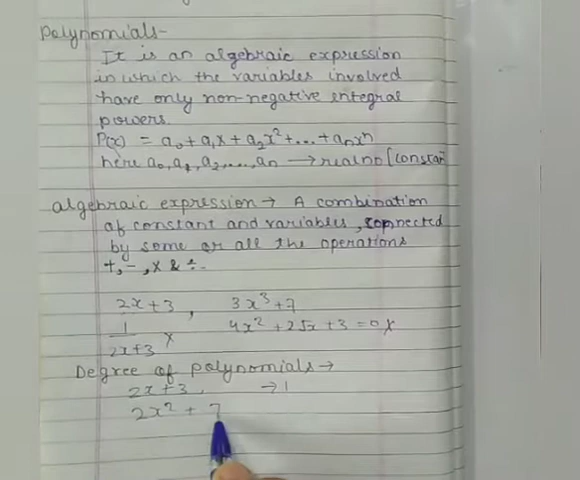 Polynomials-
It is an algebraic expression
in which the variables involved
have only non-negative integral
powers.
P(x) = a₀ + a₁x + a₂x² + ... + aₙxⁿ
here a₀, a₁, a₂, ...., aₙ → real no [Constan
algebraic expression → A combination
of constant and variables, connected
by some or all the operations
+, -, x & ÷.
2x+3, 3x³+7
1/2x+3 x 4x²+2√x+3=0 x
Degree of polynomials →
2x+3, → 1
2x² + 7